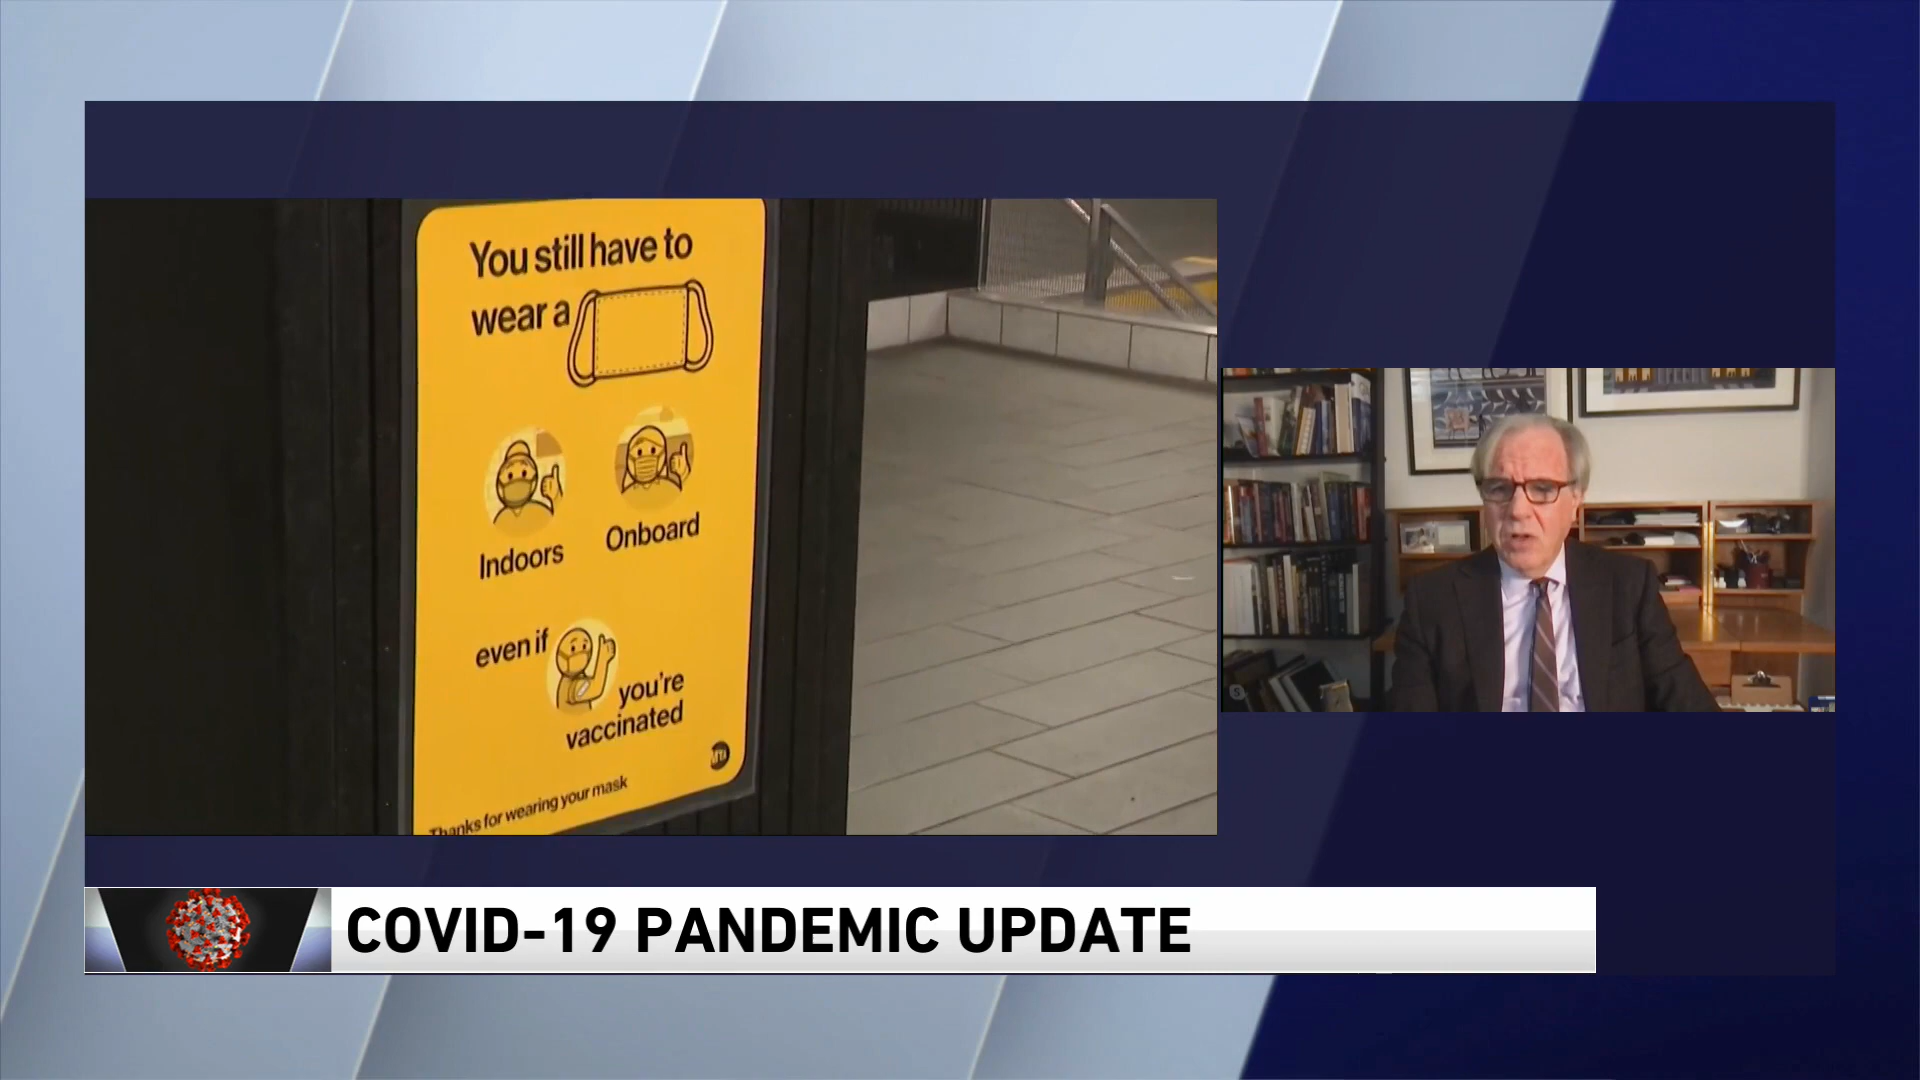 You still have to
wear a
Indoors
Onboard
even if
you're
vaccinated
MTA
Thanks for wearing your mask
S
COVID-19 PANDEMIC UPDATE